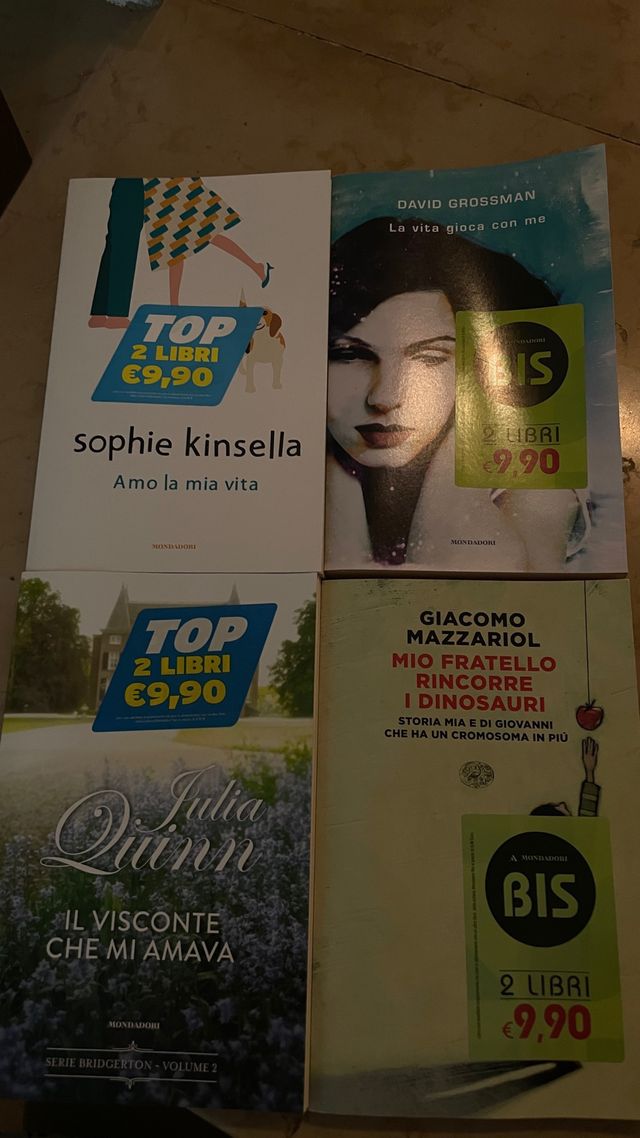 TOP
2 LIBRI
€9,90
sophie kinsella
Amo la mia vita
MONDADORI
DAVID GROSSMAN
La vita gioca con me
MONDADORI
BIS
2 LIBRI
€9,90
MONDADORI
TOP
2 LIBRI
€9,90
Julia
Quinn
IL VISCONTE
CHE MI AMAVA
MONDADORI
SERIE BRIDGERTON - VOLUME 2
GIACOMO
MAZZARIOL
MIO FRATELLO
RINCORRE
I DINOSAURI
STORIA MIA E DI GIOVANNI
CHE HA UN CROMOSOMA IN PIÚ
A MONDADORI
BIS
2 LIBRI
€9,90